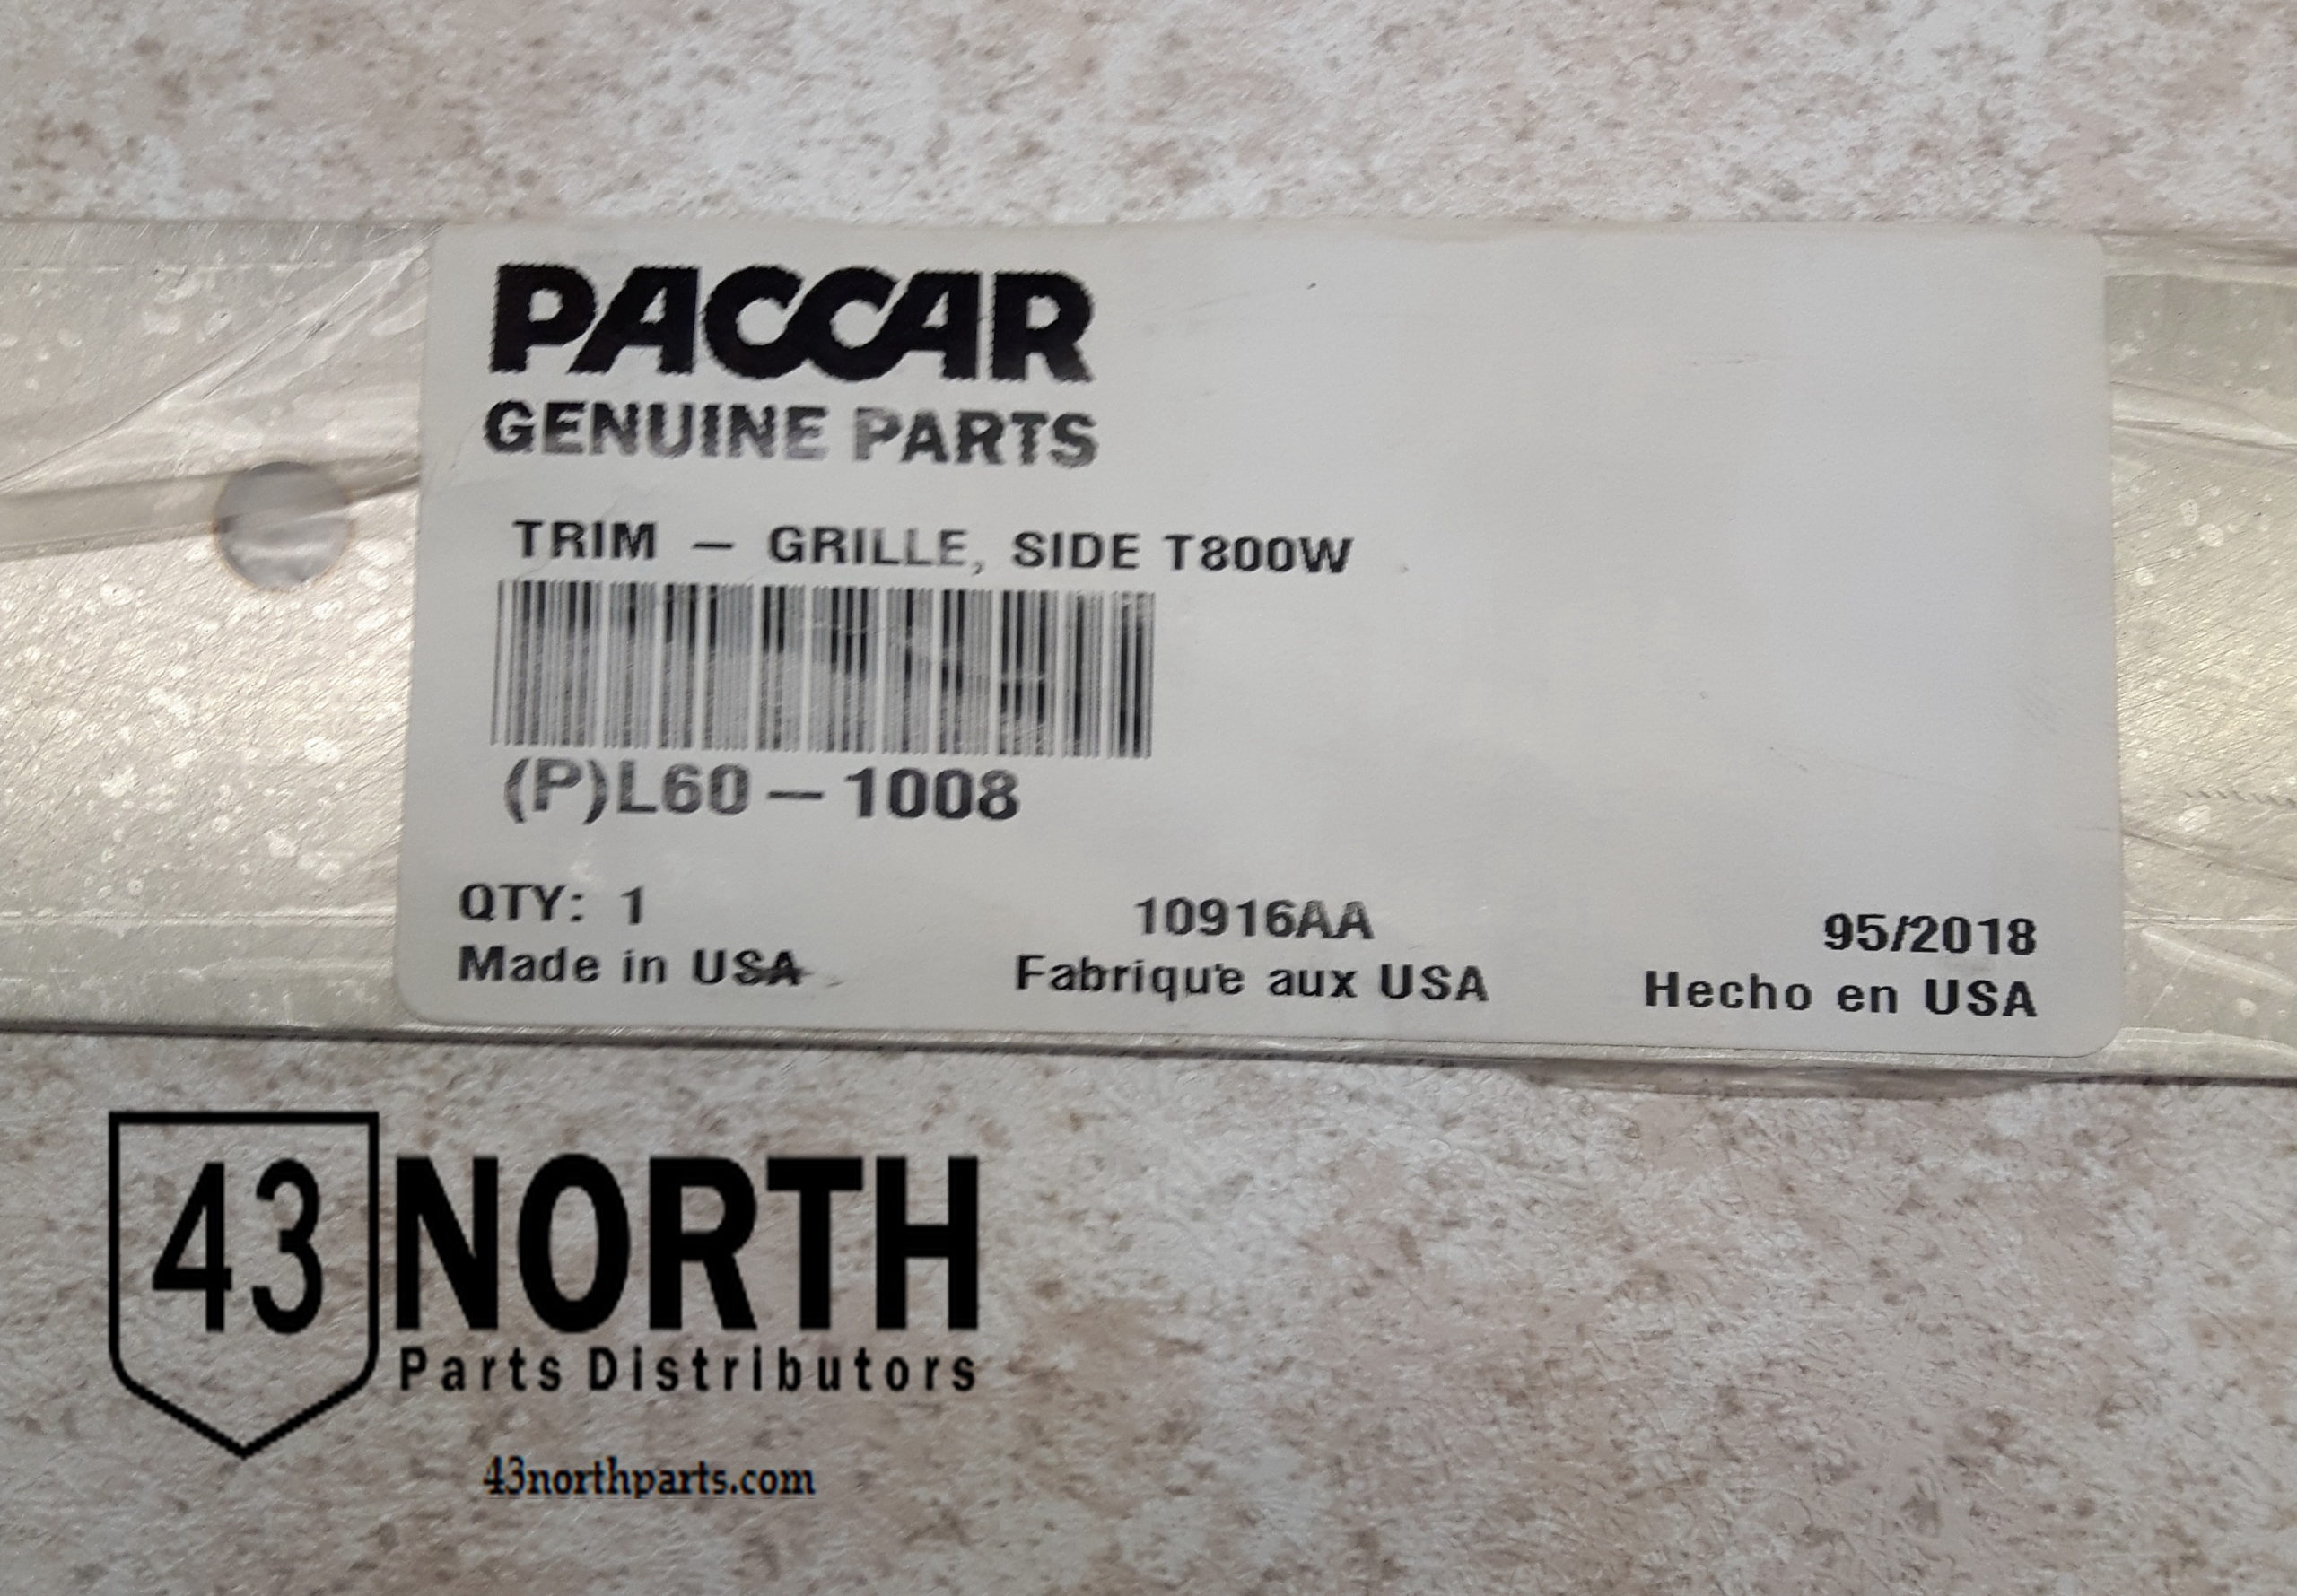 PACCAR
GENUINE PARTS
TRIM — GRILLE, SIDE T800W
(P)L60—1008
QTY: 1 10916AA 95/2018
Made in USA Fabrique aux USA Hecho en USA
43 NORTH
Parts Distributors
43northparts.com